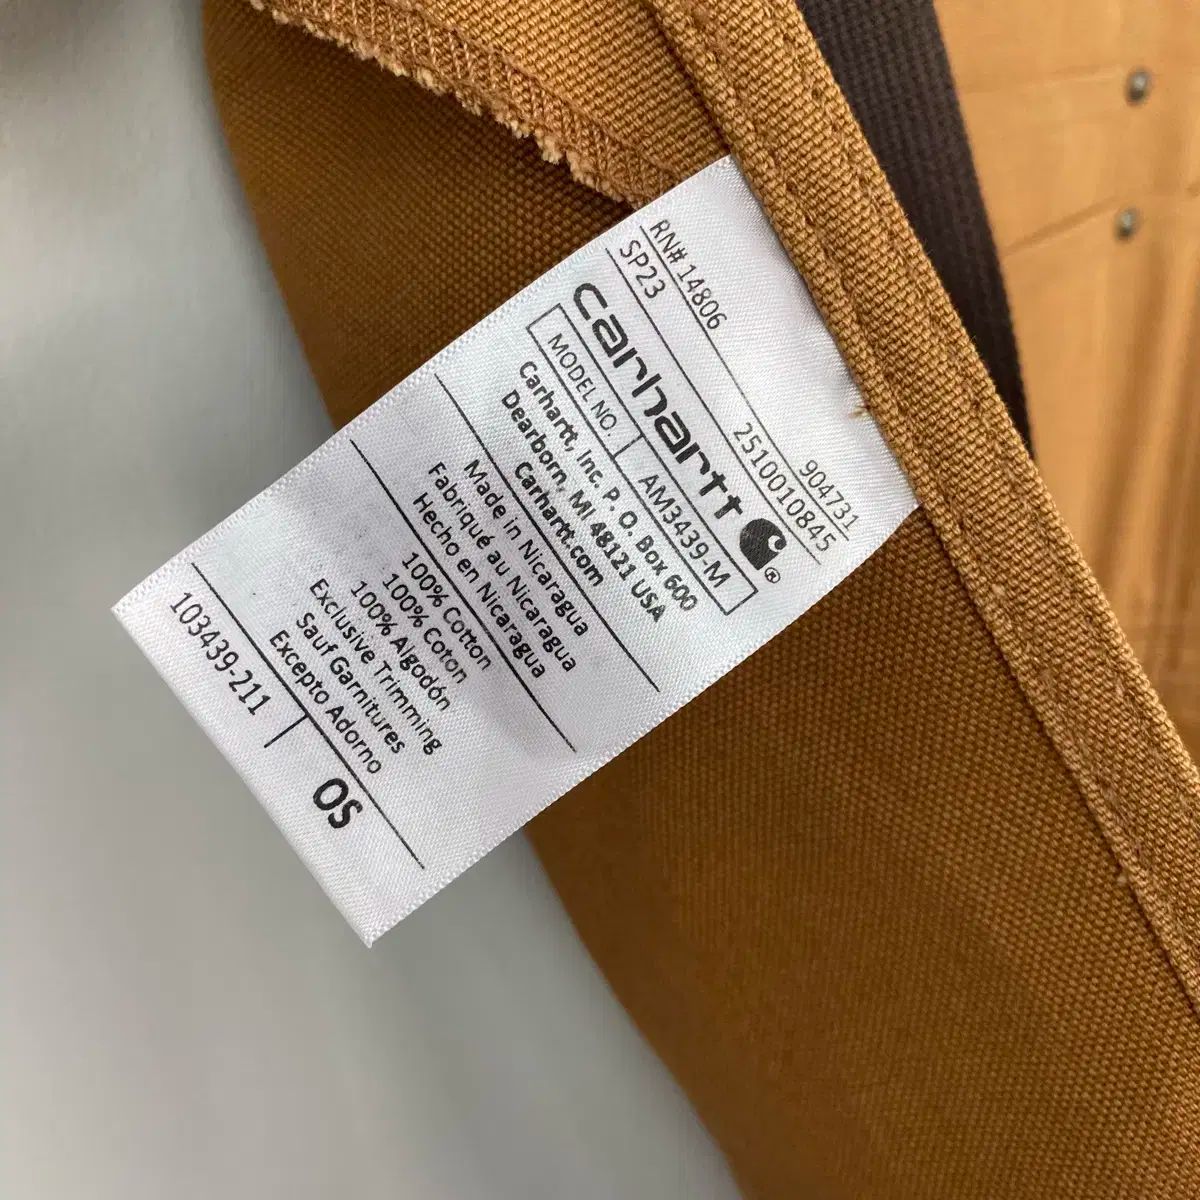 RN# 14806 904731
SP23 2510010845
carhartt ®
MODEL NO. AM3439-M
Carhartt, Inc. P. O. Box 600
Dearborn, MI 48121 USA
Carhartt.com
Made in Nicaragua
Fabriqué au Nicaragua
Hecho en Nicaragua
100% Cotton
100% Coton
100% Algodón
Exclusive Trimming
Sauf Garnitures
Excepto Adorno
103439-211 OS